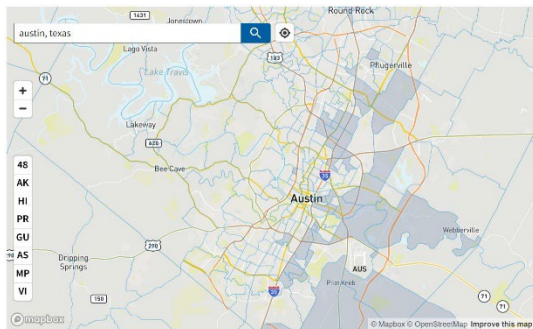 1431
Jonestown
Round Rock
austin, texas
Lago Vista
183
Lake Travis
Pflugerville
71
+
−
Lakeway
620
48
Bee Cave
35
AK
HI
Austin
PR
GU
Webberville
AS
290
Dripping
Springs
AUS
MP
VI
35
71
71
150
mapbox
© Mapbox © OpenStreetMap Improve this map